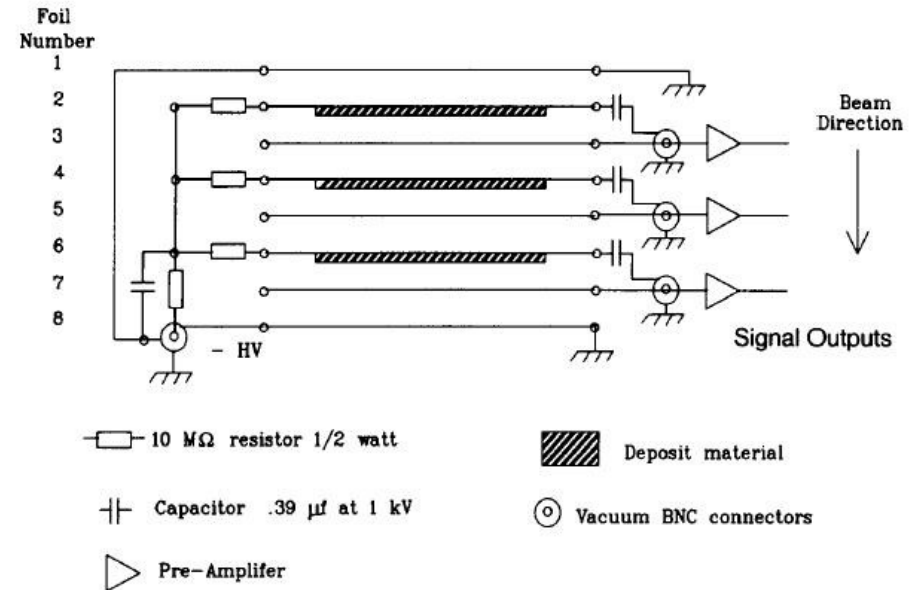 Foil
Number
1
2
3
4
5
6
7
8
Beam
Direction
Signal Outputs
- HV
10 MΩ resistor 1/2 watt
Deposit material
Capacitor .39 μf at 1 kV
Vacuum BNC connectors
Pre-Amplifer